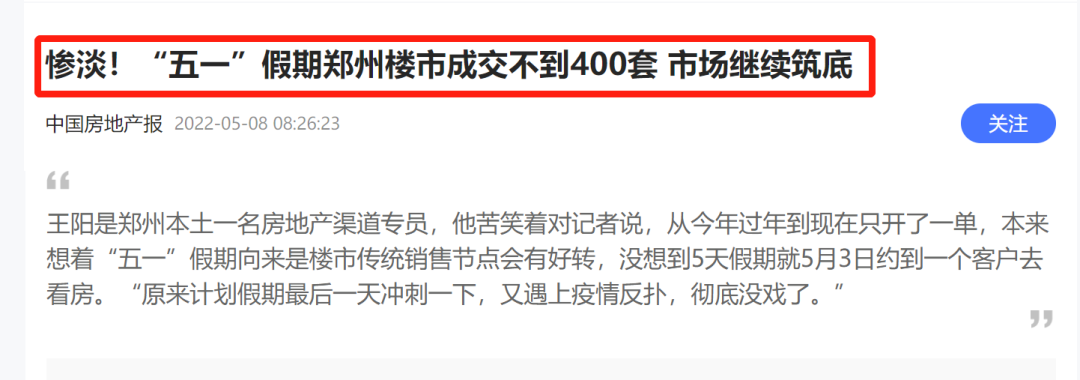 惨淡！“五一”假期郑州楼市成交不到400套 市场继续筑底
中国房地产报 2022-05-08 08:26:23
关注
“
王阳是郑州本土一名房地产渠道专员，他苦笑着对记者说，从今年过年到现在只开了一单，本来
想着“五一”假期向来是楼市传统销售节点会有好转，没想到5天假期就5月3日约到一个客户去
看房。“原来计划假期最后一天冲刺一下，又遇上疫情反扑，彻底没戏了。”
”